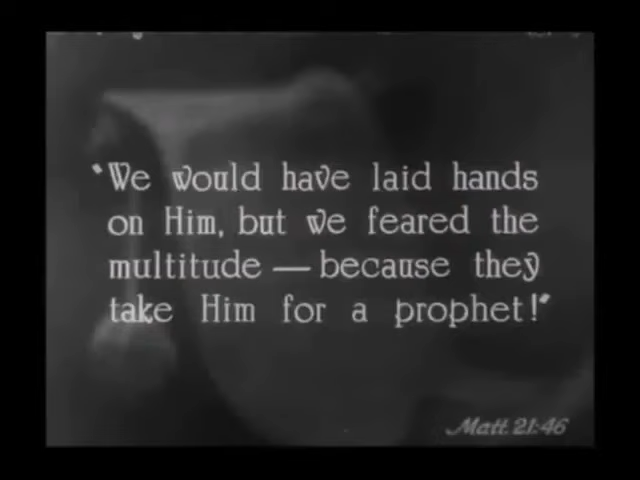 "We would have laid hands
on Him, but we feared the
multitude — because they
take Him for a prophet!"
Matt. 21:46